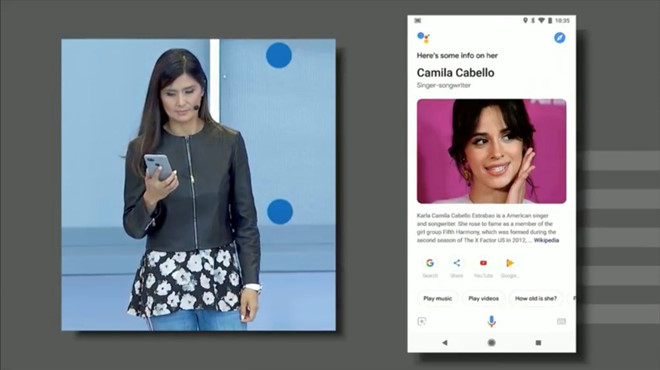 10:35
Here's some info on her
Camila Cabello
Singer-songwriter
Karla Camila Cabello Estrabao is a American singer
and songwriter. She rose to fame as a member of the
girl group Fifth Harmony, which was formed during the
second season of The X Factor US in 2012,... Wikipedia
Search Share YouTube Google...
Play music Play videos How old is she?